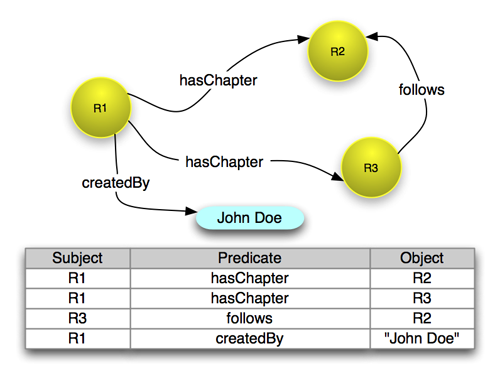 R2
hasChapter
follows
R1
hasChapter
R3
createdBy
John Doe
Subject Predicate Object
R1 hasChapter R2
R1 hasChapter R3
R3 follows R2
R1 createdBy "John Doe"